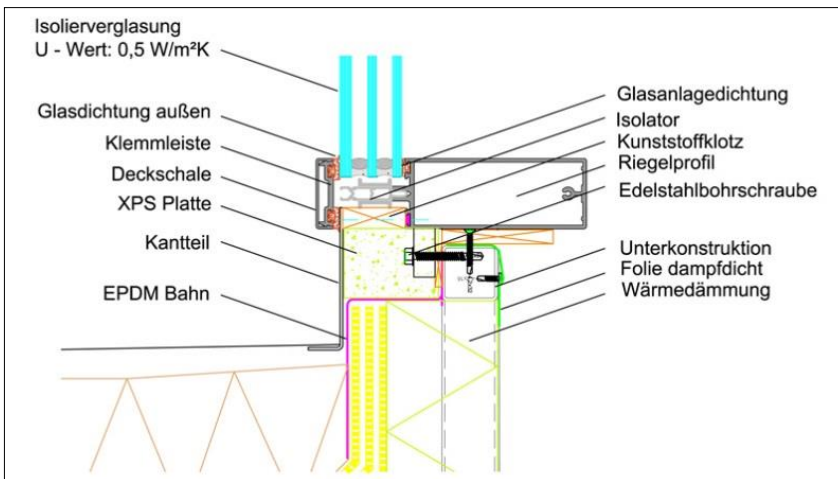 Isolierverglasung
U - Wert: 0,5 W/m²K
Glasdichtung außen
Klemmleiste
Deckschale
XPS Platte
Kantteil
EPDM Bahn
Glasanlagedichtung
Isolator
Kunststoffklotz
Riegelprofil
Edelstahlbohrschraube
Unterkonstruktion
Folie dampfdicht
Wärmedämmung